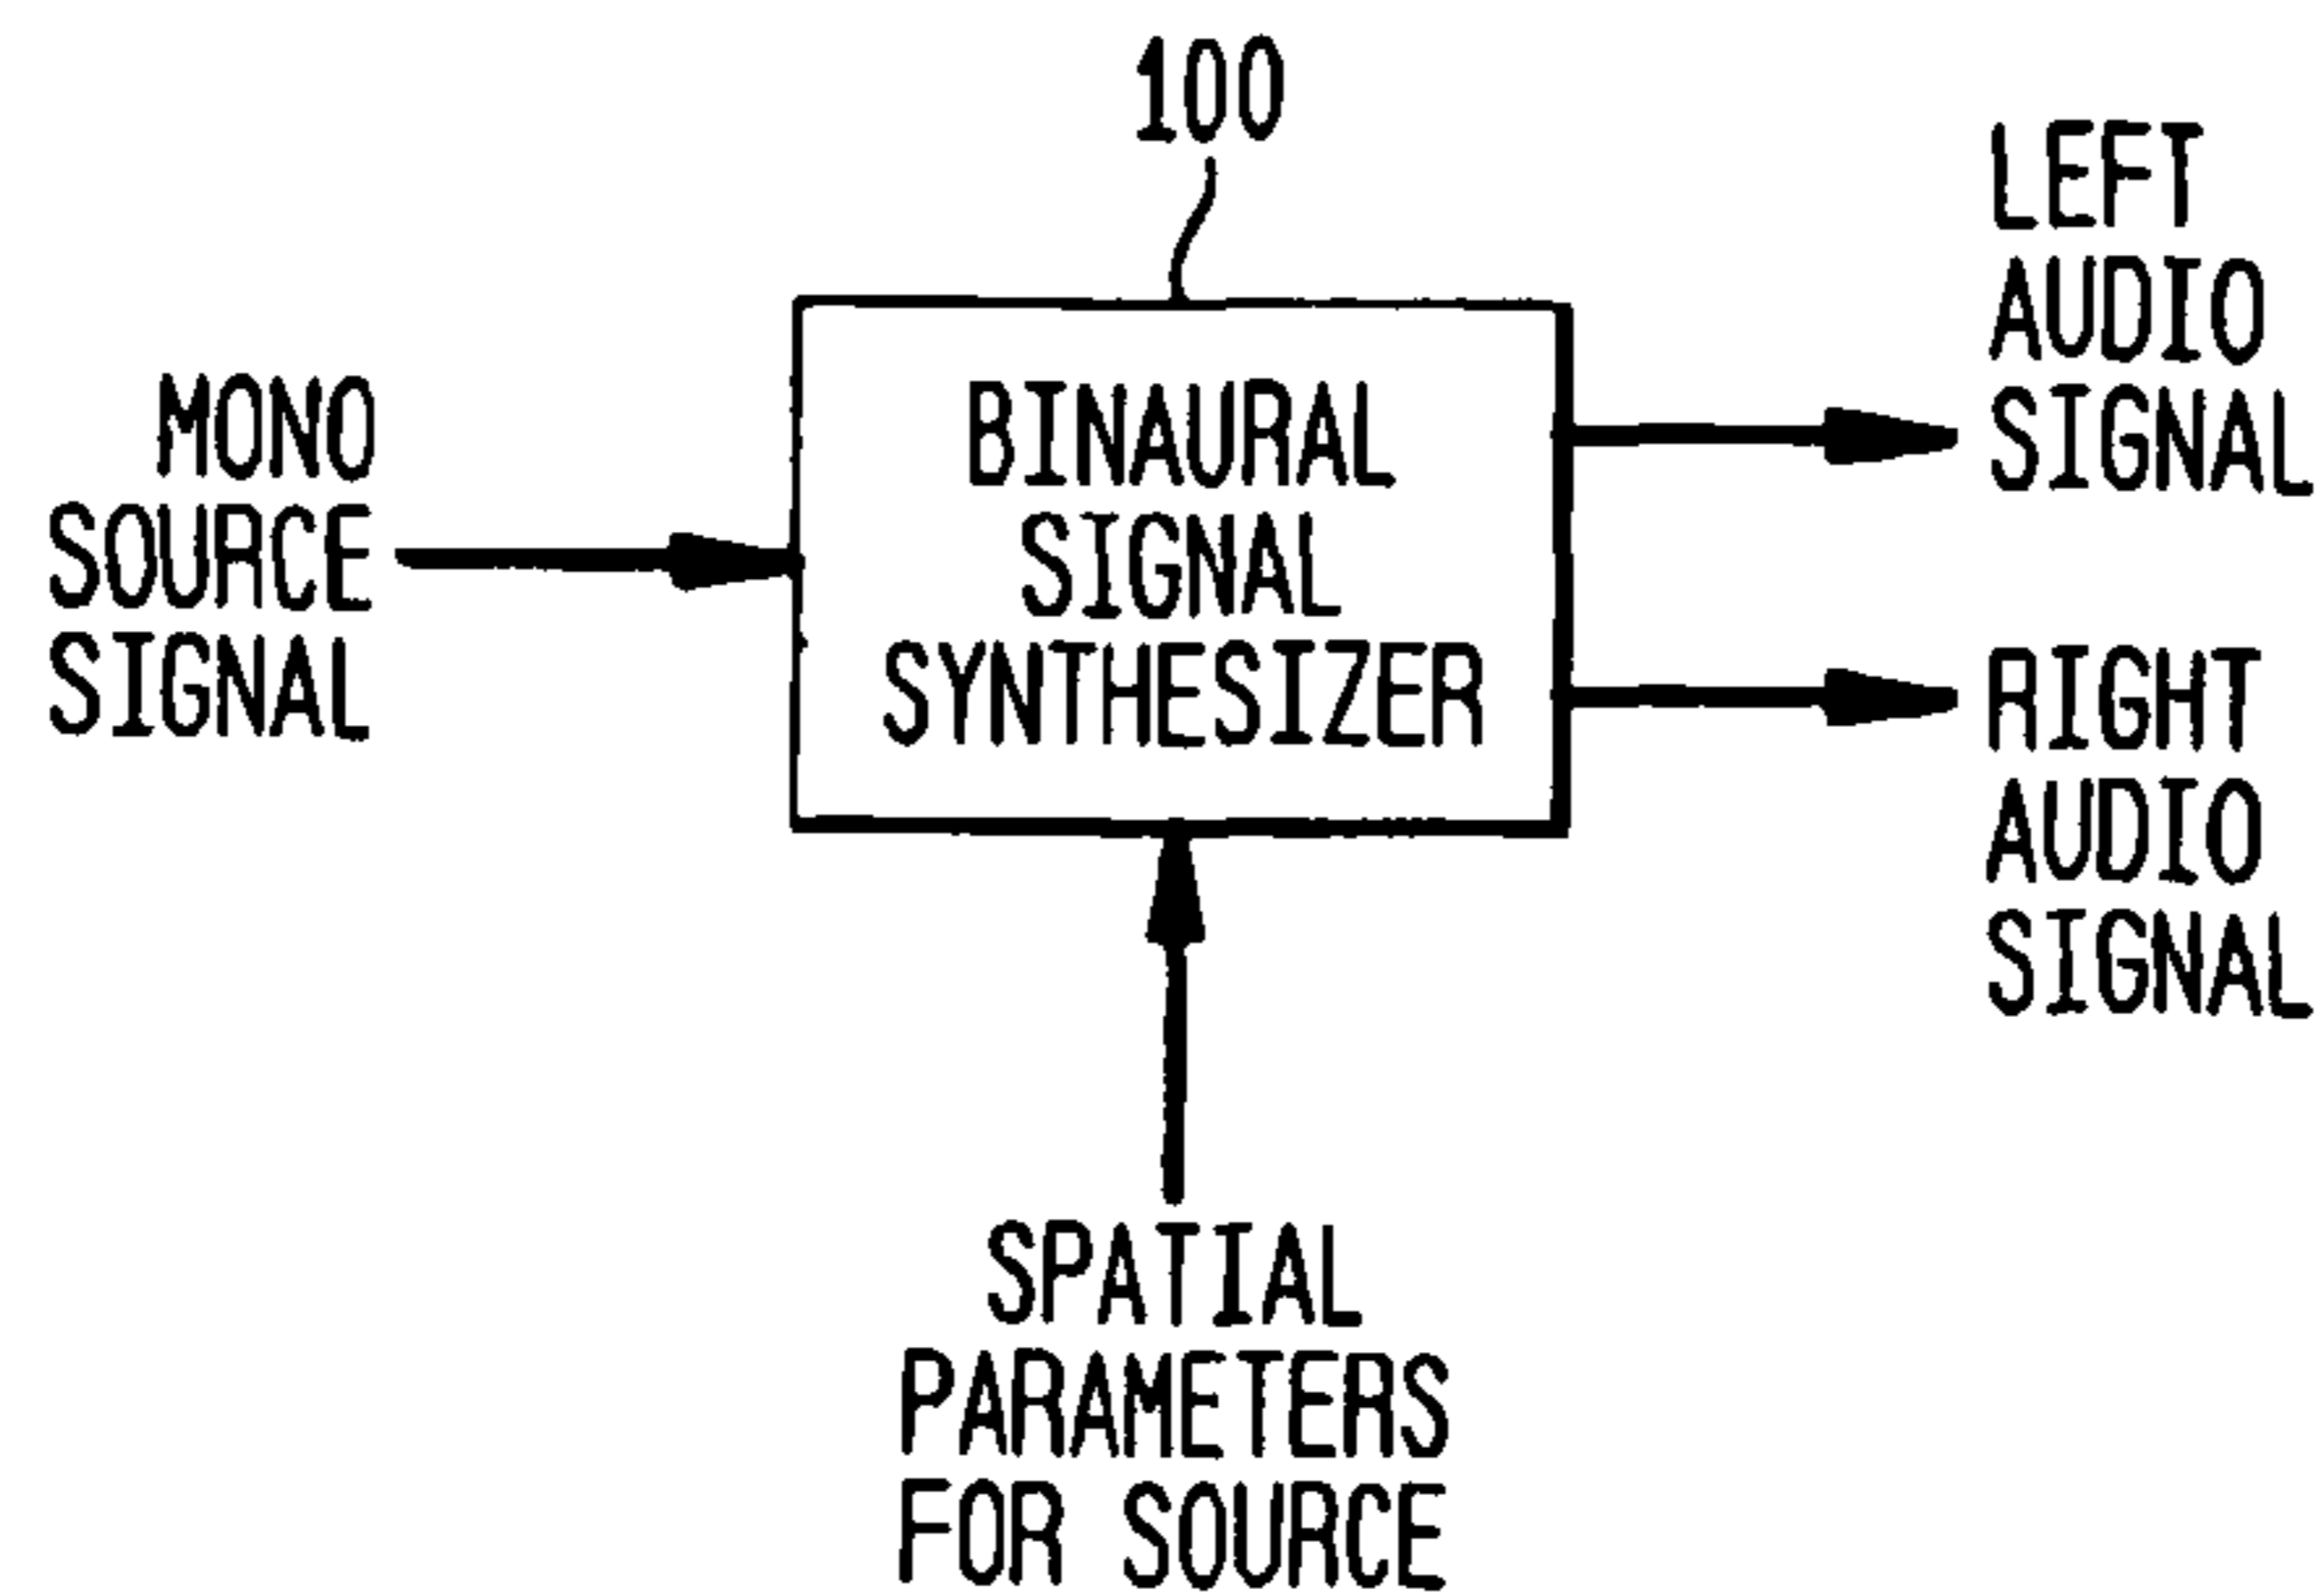 100
MONO
SOURCE
SIGNAL
BINAURAL
SIGNAL
SYNTHESIZER
LEFT
AUDIO
SIGNAL
RIGHT
AUDIO
SIGNAL
SPATIAL
PARAMETERS
FOR SOURCE